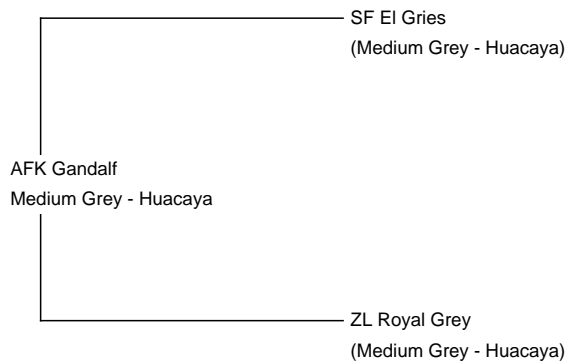 SF El Gries
(Medium Grey - Huacaya)
AFK Gandalf
Medium Grey - Huacaya
ZL Royal Grey
(Medium Grey - Huacaya)